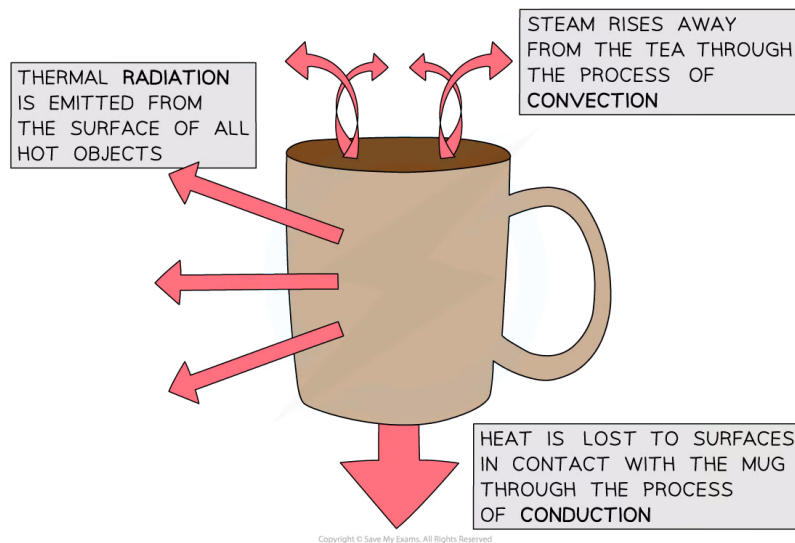 STEAM RISES AWAY
FROM THE TEA THROUGH
THE PROCESS OF
CONVECTION
THERMAL RADIATION
IS EMITTED FROM
THE SURFACE OF ALL
HOT OBJECTS
HEAT IS LOST TO SURFACES
IN CONTACT WITH THE MUG
THROUGH THE PROCESS
OF CONDUCTION
Copyright © Save My Exams. All Rights Reserved